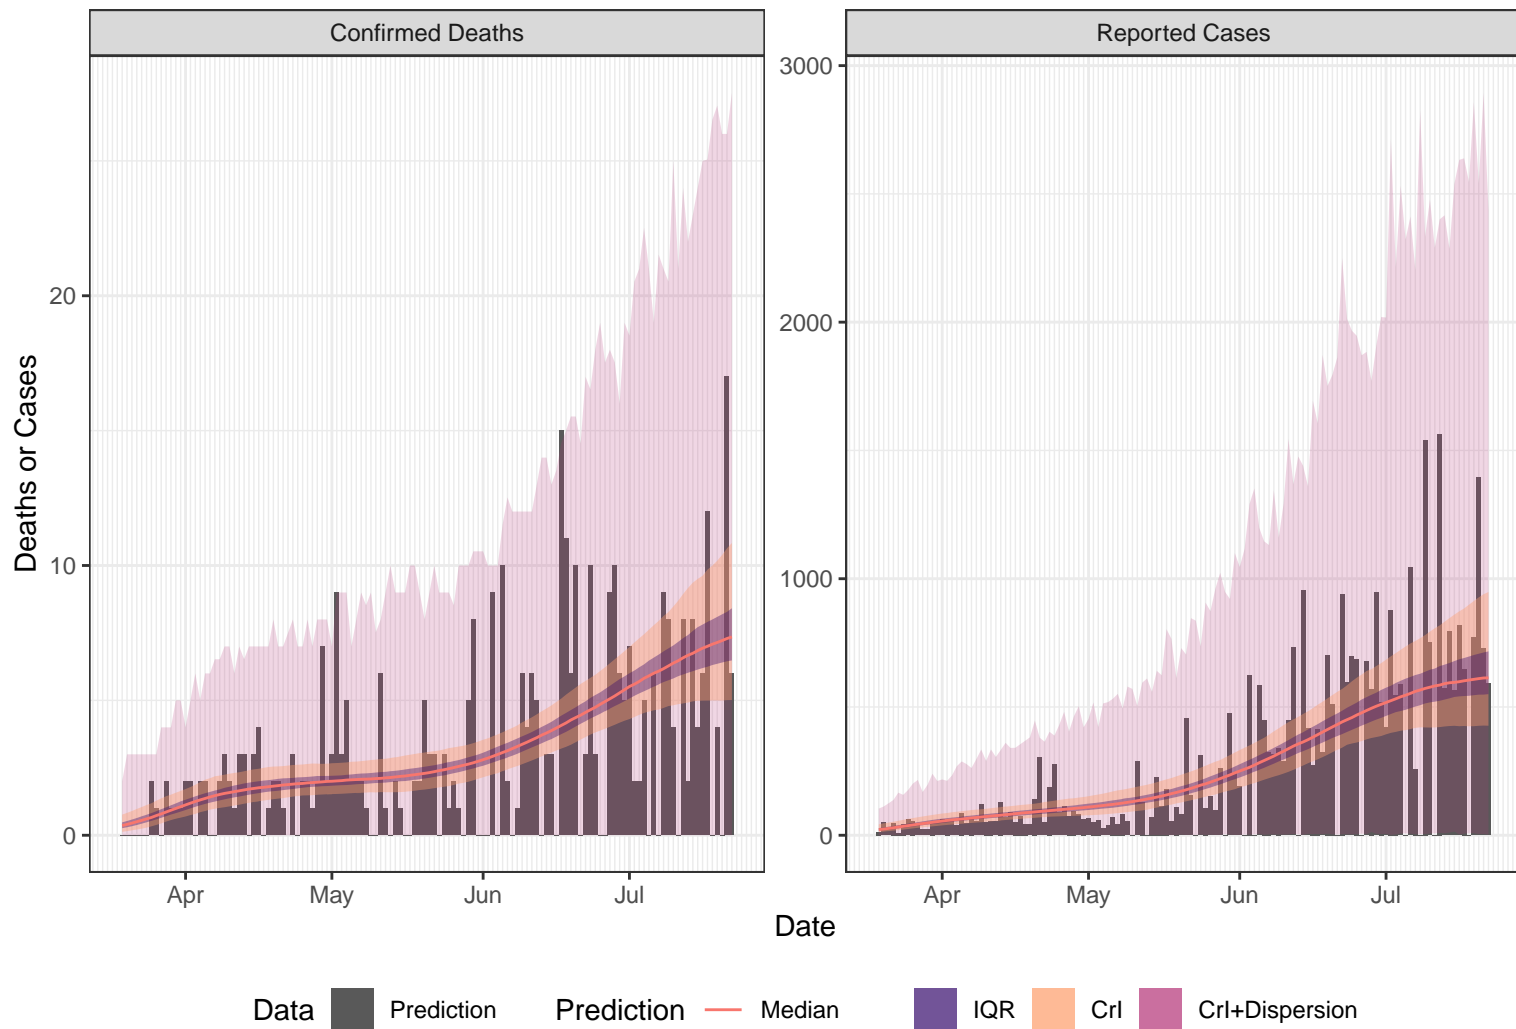 Confirmed Deaths
Reported Cases
Deaths or Cases
20
10
0
3000
2000
1000
0
Apr May Jun Jul
Apr May Jun Jul
Date
Data Prediction Prediction Median IQR CrI CrI+Dispersion